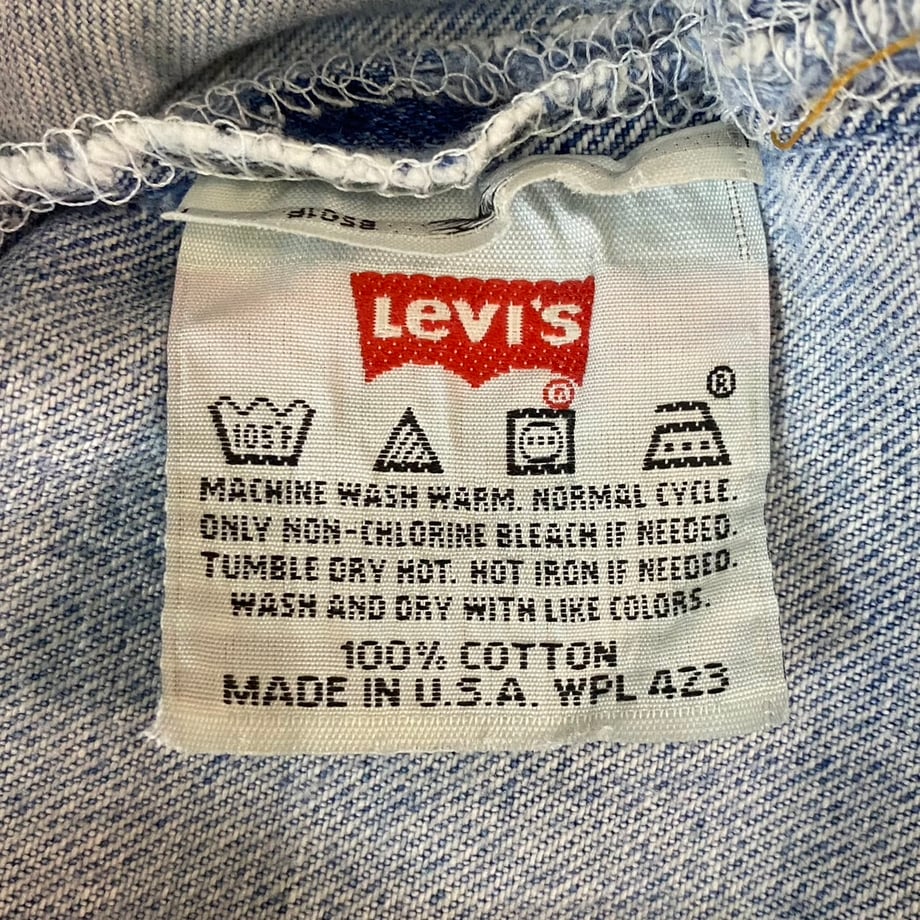 LEVI'S
®
®
105°F
MACHINE WASH WARM. NORMAL CYCLE.
ONLY NON-CHLORINE BLEACH IF NEEDED.
TUMBLE DRY HOT. HOT IRON IF NEEDED.
WASH AND DRY WITH LIKE COLORS.
100% COTTON
MADE IN U.S.A. WPL 423